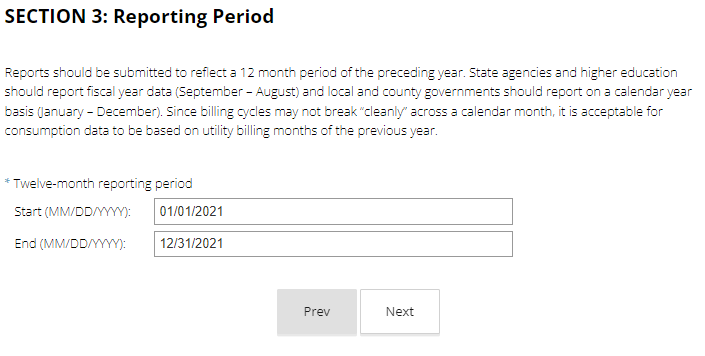 SECTION 3: Reporting Period
Reports should be submitted to reflect a 12 month period of the preceding year. State agencies and higher education
should report fiscal year data (September – August) and local and county governments should report on a calendar year
basis (January – December). Since billing cycles may not break “cleanly” across a calendar month, it is acceptable for
consumption data to be based on utility billing months of the previous year.
* Twelve-month reporting period
Start (MM/DD/YYYY): 01/01/2021
End (MM/DD/YYYY): 12/31/2021
Prev Next